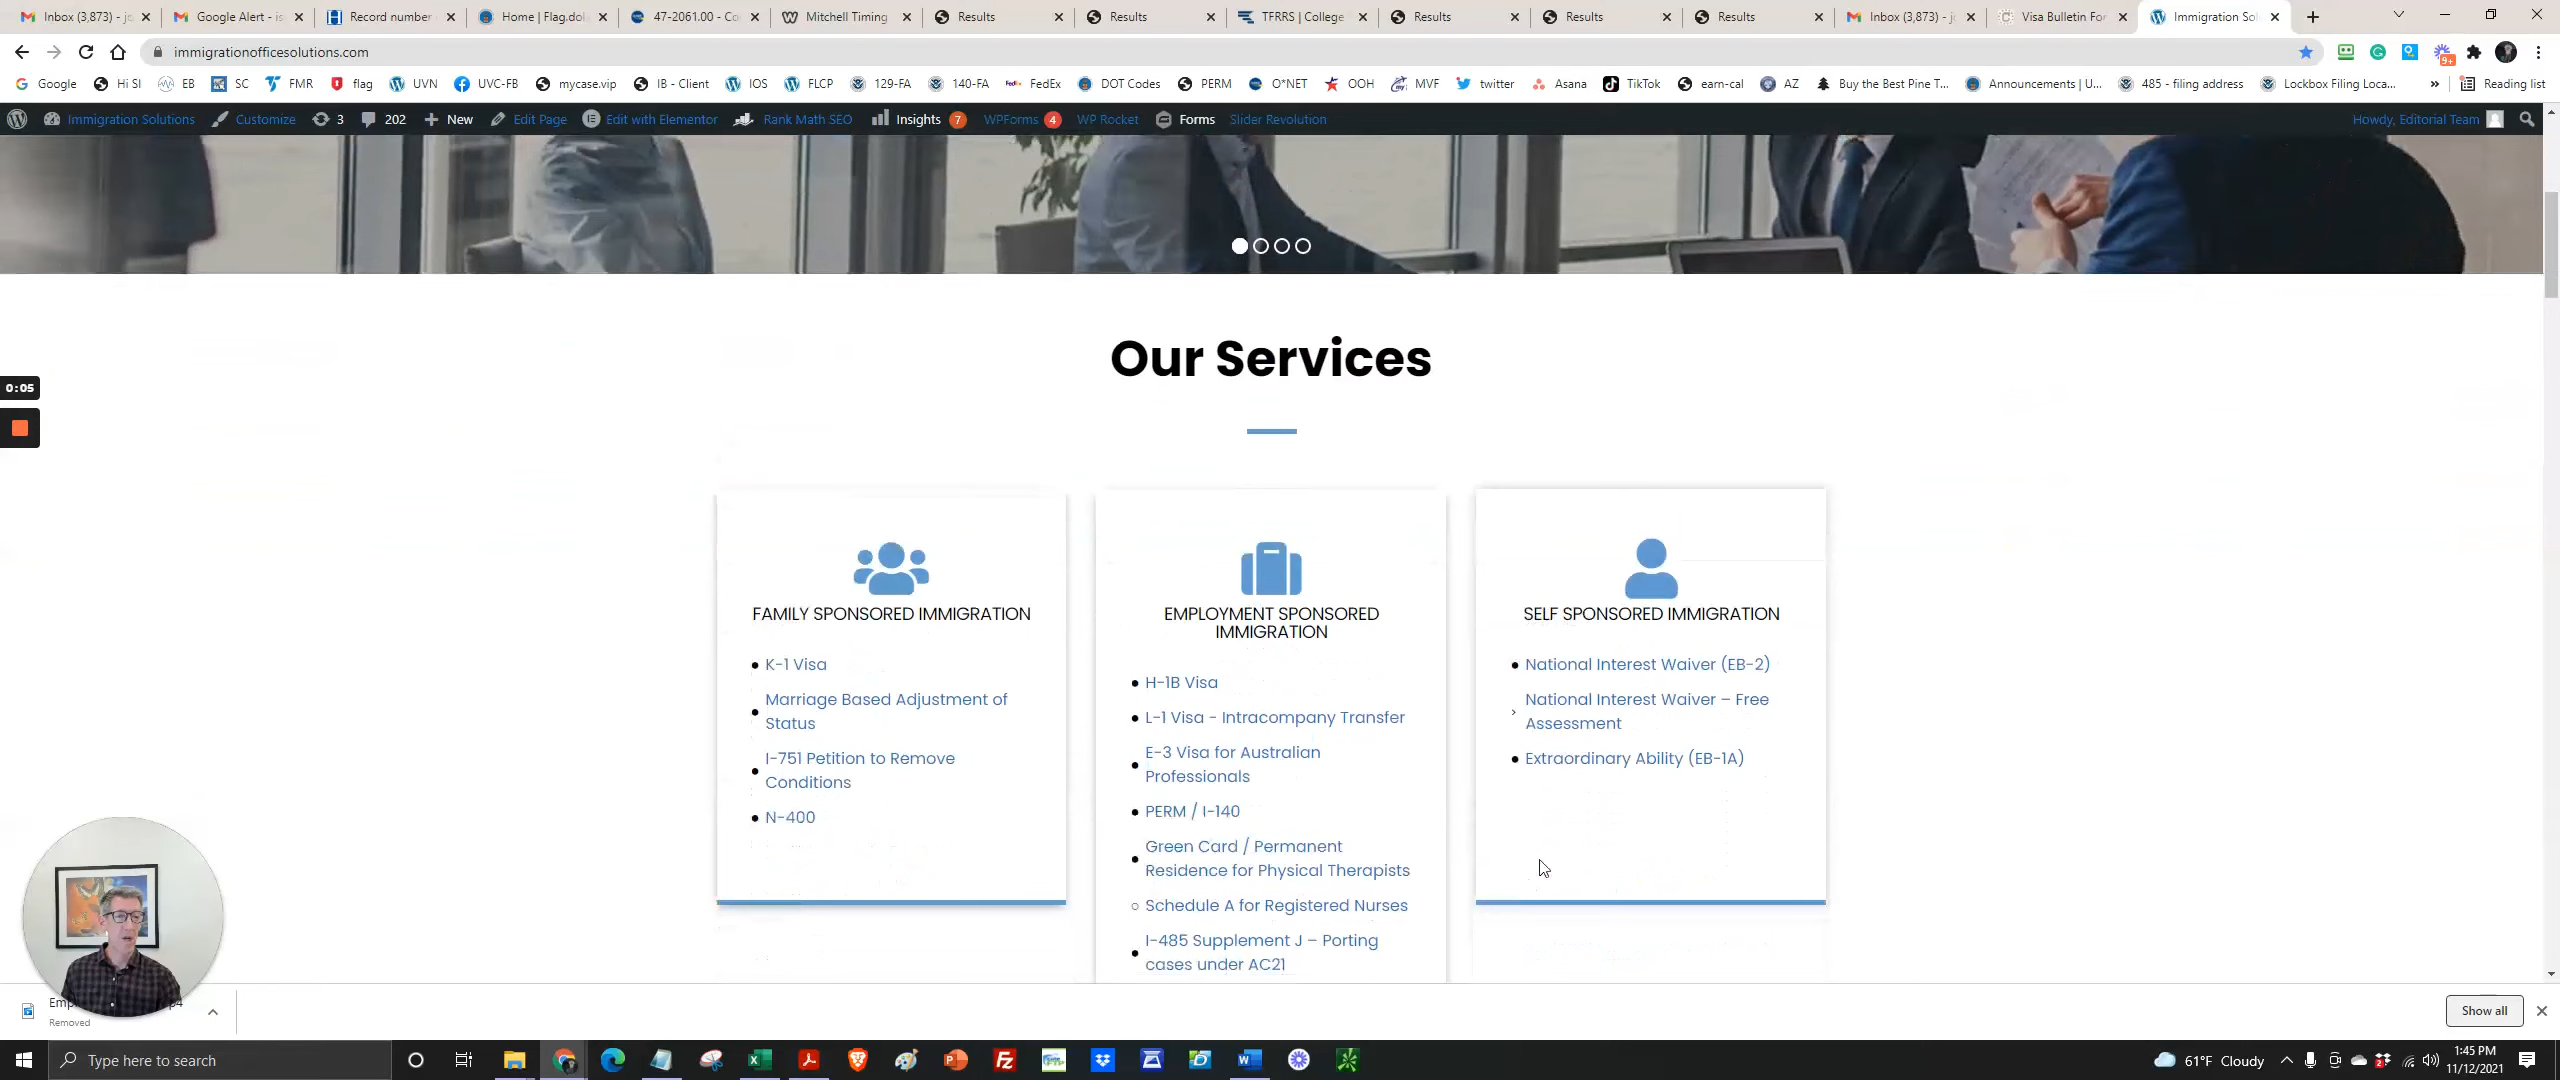 Inbox (3,873) - jo
Google Alert - is
Record number
Home | Flag.dol
47-2061.00 - Co
Mitchell Timing
Results
Results
TFRRS | College
Results
Results
Results
Inbox (3,873) - jo
Visa Bulletin For
Immigration Sol
immigrationofficesolutions.com
9+
Google
Hi SI
EB
SC
FMR
flag
UVN
UVC-FB
mycase.vip
IB - Client
IOS
FLCP
129-FA
140-FA
FedEx
DOT Codes
PERM
O*NET
OOH
MVF
twitter
Asana
TikTok
earn-cal
AZ
Buy the Best Pine T...
Announcements | U...
485 - filing address
Lockbox Filing Loca...
»
Reading list
Immigration Solutions
Customize
3
202
New
Edit Page
Edit with Elementor
Rank Math SEO
Insights 7
WPForms 4
WP Rocket
Forms
Slider Revolution
Howdy, Editorial Team
Our Services
0:05
FAMILY SPONSORED IMMIGRATION
K-1 Visa
Marriage Based Adjustment of
Status
I-751 Petition to Remove
Conditions
N-400
EMPLOYMENT SPONSORED
IMMIGRATION
H-1B Visa
L-1 Visa - Intracompany Transfer
E-3 Visa for Australian
Professionals
PERM / I-140
Green Card / Permanent
Residence for Physical Therapists
Schedule A for Registered Nurses
I-485 Supplement J – Porting
cases under AC21
SELF SPONSORED IMMIGRATION
National Interest Waiver (EB-2)
National Interest Waiver – Free
Assessment
Extraordinary Ability (EB-1A)
Removed
Show all
Type here to search
61°F Cloudy
1:45 PM
11/12/2021